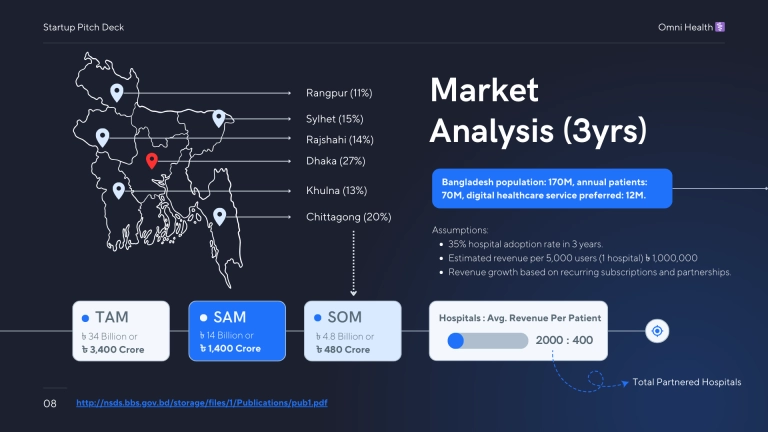 Startup Pitch Deck
Omni Health
Rangpur (11%)
Sylhet (15%)
Rajshahi (14%)
Dhaka (27%)
Khulna (13%)
Chittagong (20%)
Market
Analysis (3yrs)
Bangladesh population: 170M, annual patients:
70M, digital healthcare service preferred: 12M.
Assumptions:
35% hospital adoption rate in 3 years.
Estimated revenue per 5,000 users (1 hospital) ৳ 1,000,000
Revenue growth based on recurring subscriptions and partnerships.
TAM
৳ 34 Billion or
৳ 3,400 Crore
SAM
৳ 14 Billion or
৳ 1,400 Crore
SOM
৳ 4.8 Billion or
৳ 480 Crore
Hospitals : Avg. Revenue Per Patient
2000 : 400
Total Partnered Hospitals
08
http://nsds.bbs.gov.bd/storage/files/1/Publications/pub1.pdf